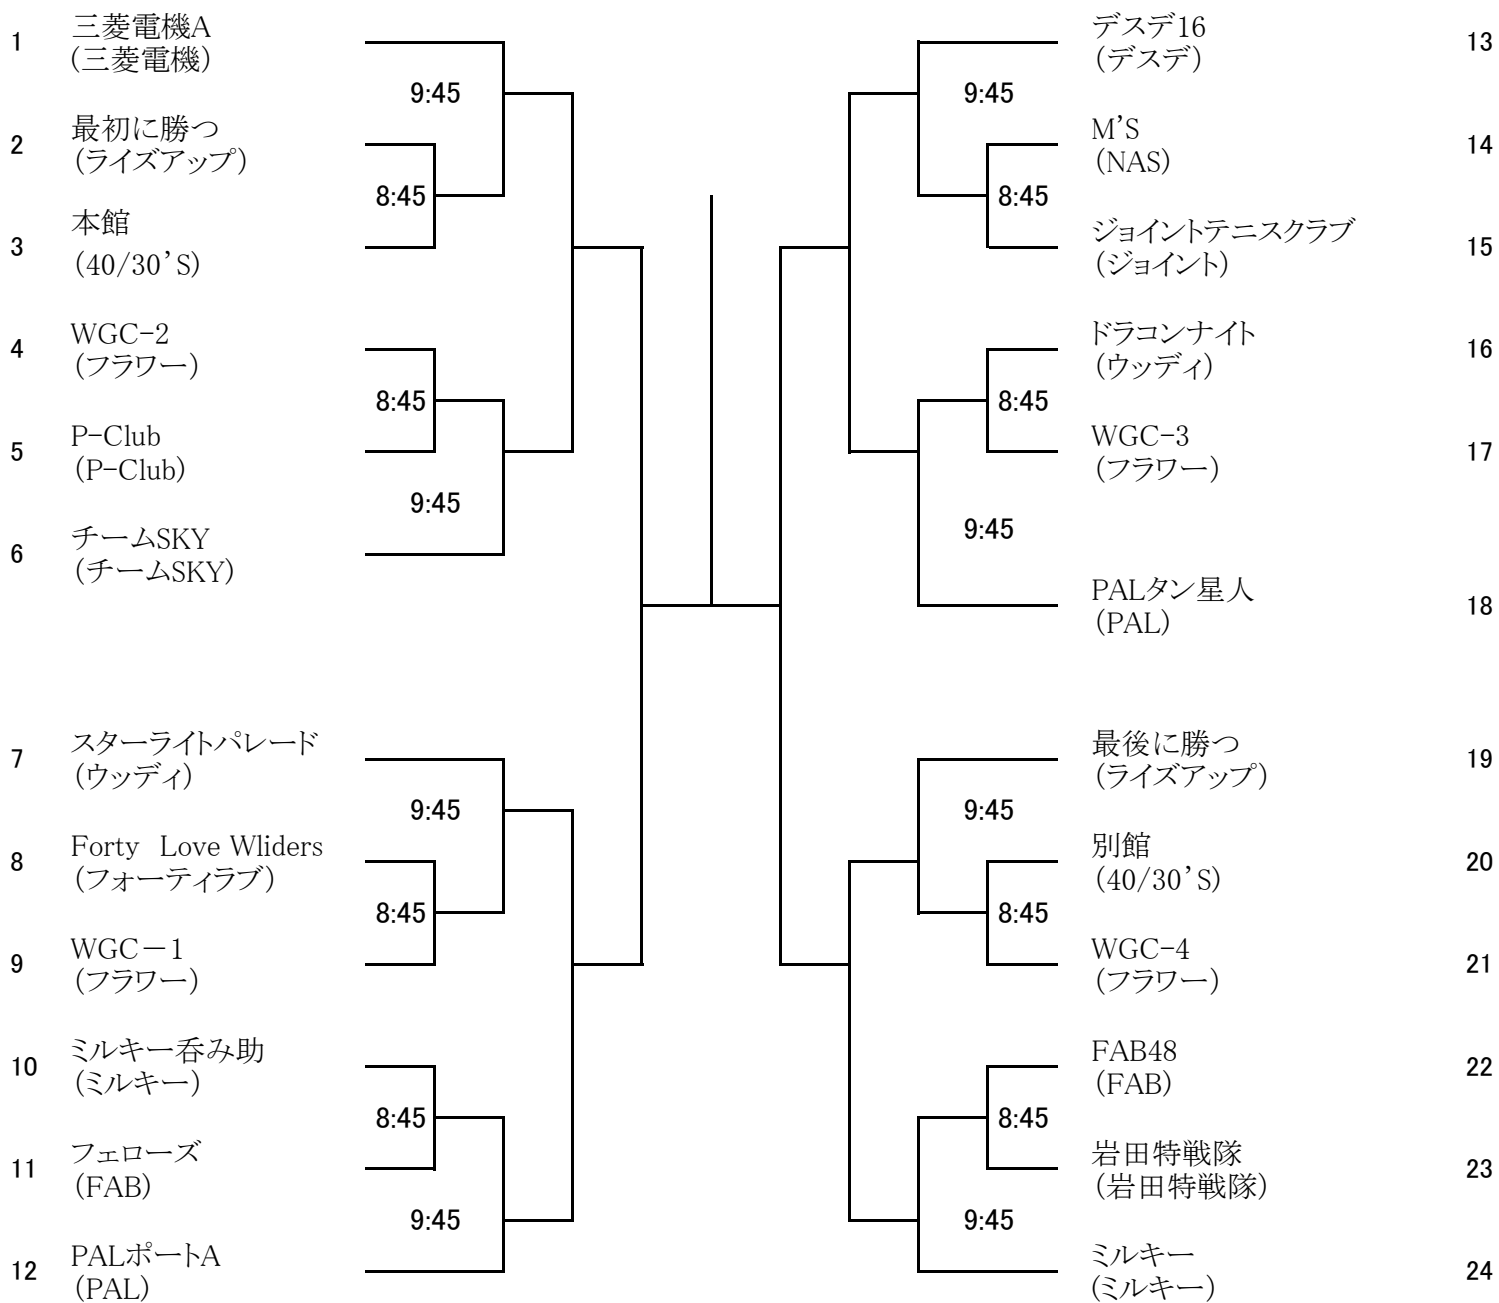 1
三菱電機A
(三菱電機)
9:45
2
最初に勝つ
(ライズアップ)
8:45
3
本館
(40/30’S)
4
WGC-2
(フラワー)
8:45
5
P-Club
(P-Club)
9:45
6
チームSKY
(チームSKY)
7
スターライトパレード
(ウッディ)
9:45
8
Forty　Love Wliders
(フォーティラブ)
8:45
9
WGC－1
(フラワー)
10
ミルキー呑み助
(ミルキー)
8:45
11
フェローズ
(FAB)
9:45
12
PALポートA
(PAL)
デスデ16
(デスデ)
13
9:45
M’S
(NAS)
14
8:45
ジョイントテニスクラブ
(ジョイント)
15
ドラコンナイト
(ウッディ)
16
8:45
WGC-3
(フラワー)
17
9:45
PALタン星人
(PAL)
18
最後に勝つ
(ライズアップ)
19
9:45
別館
(40/30’S)
20
8:45
WGC-4
(フラワー)
21
FAB48
(FAB)
22
8:45
岩田特戦隊
(岩田特戦隊)
23
9:45
ミルキー
(ミルキー)
24